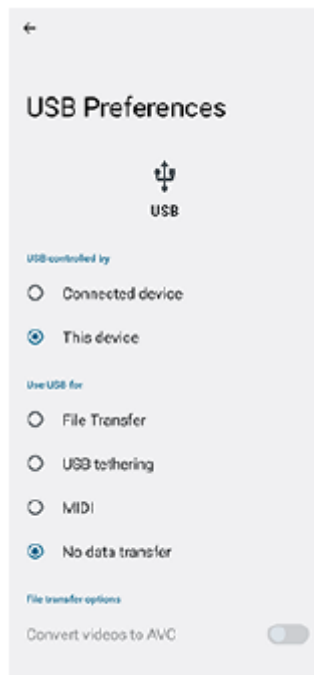 USB Preferences
USB
USB controlled by
Connected device
This device
Use USB for
File Transfer
USB tethering
MIDI
No data transfer
File transfer options
Convert videos to AVC